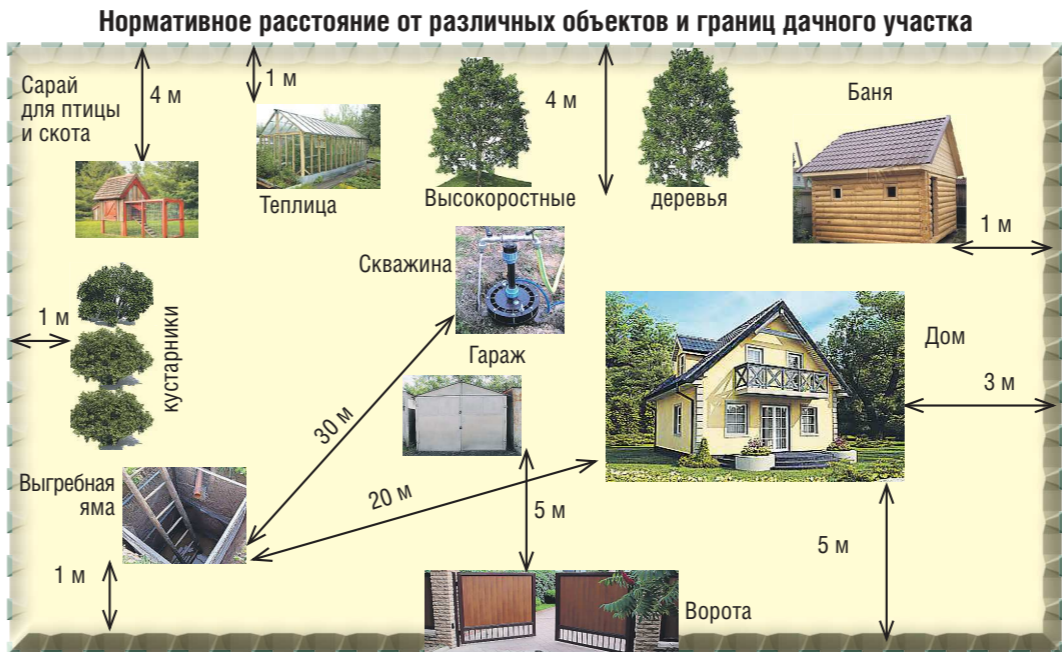 Нормативное расстояние от различных объектов и границ дачного участка
Сарай
для птицы
и скота
4 м
1 м
Теплица
4 м
Высокоростные
деревья
Баня
1 м
Скважина
1 м
кустарники
Гараж
Дом
3 м
30 м
Выгребная
яма
20 м
5 м
5 м
1 м
Ворота